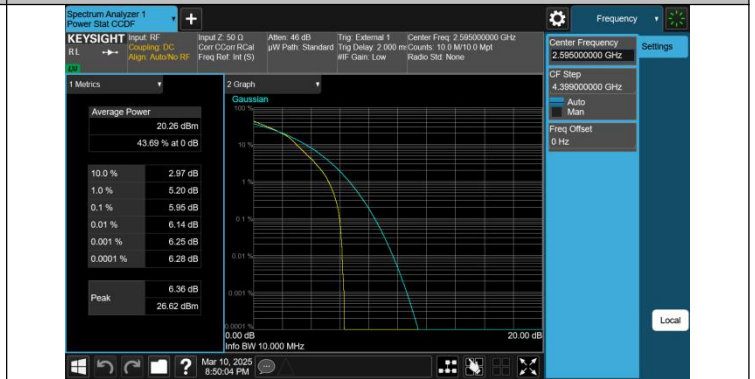 Spectrum Analyzer 1
Power Stat CCDF
Frequency
KEYSIGHT
RL
LVI
Input: RF
Coupling: DC
Align: Auto/No RF
Input Z: 50 Ω
Corr CCorr RCal
Freq Ref: Int (S)
Atten: 46 dB
µW Path: Standard
Trig: External 1
Trig Delay: 2.000 m
#IF Gain: Low
Center Freq: 2.595000000 GHz
Counts: 10.0 M/10.0 Mpt
Radio Std: None
Center Frequency
2.595000000 GHz
Settings
CF Step
4.399000000 GHz
Auto
Man
Freq Offset
0 Hz
1 Metrics
Average Power
20.26 dBm
43.69 % at 0 dB
10.0 % 2.97 dB
1.0 % 5.20 dB
0.1 % 5.95 dB
0.01 % 6.14 dB
0.001 % 6.25 dB
0.0001 % 6.28 dB
Peak
6.36 dB
26.62 dBm
2 Graph
Gaussian
100 %
10 %
1 %
0.1 %
0.01 %
0.001 %
0.0001 %
0.00 dB
20.00 dB
Info BW 10.000 MHz
Local
?
Mar 10, 2025
8:50:04 PM